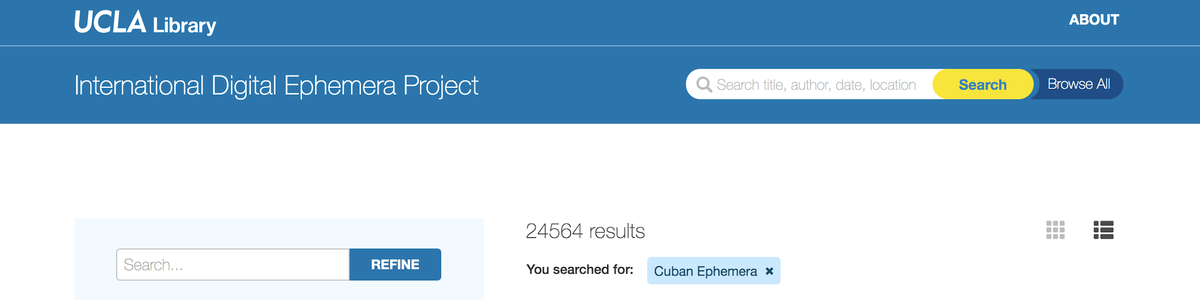 UCLA Library
ABOUT
International Digital Ephemera Project
Search title, author, date, location
Search
Browse All
24564 results
Search...
REFINE
You searched for: Cuban Ephemera ×